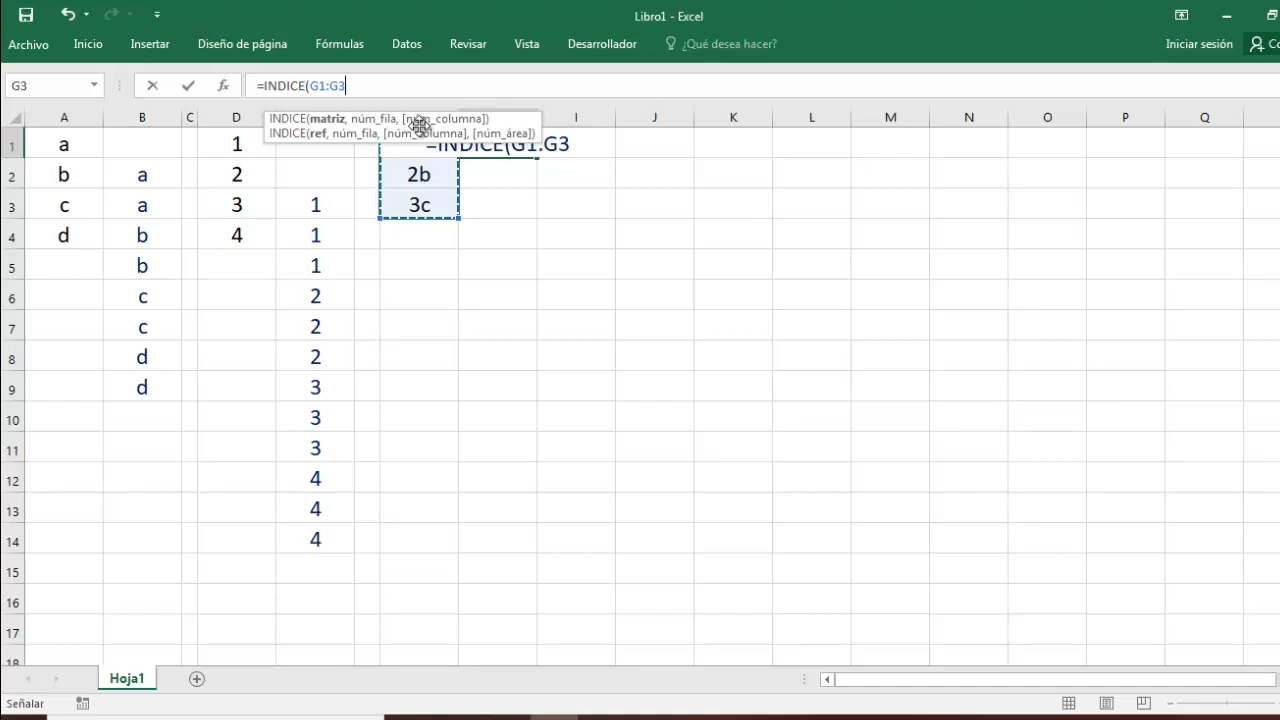 Libro1 - Excel
Archivo Inicio Insertar Diseño de página Fórmulas Datos Revisar Vista Desarrollador ¿Qué desea hacer? Iniciar sesión Co
G3 fx =INDICE(G1:G3
INDICE(matriz, núm_fila, [núm_columna])
INDICE(ref, núm_fila, [núm_columna], [núm_área])
A B C D I J K L M N O P Q
1 a 1 =INDICE(G1:G3
2 b a 2 2b
3 c a 3 1 3c
4 d b 4 1
5 b 1
6 c 2
7 c 2
8 d 2
9 d 3
10 3
11 3
12 4
13 4
14 4
15
16
17
18
Hoja1
Señalar